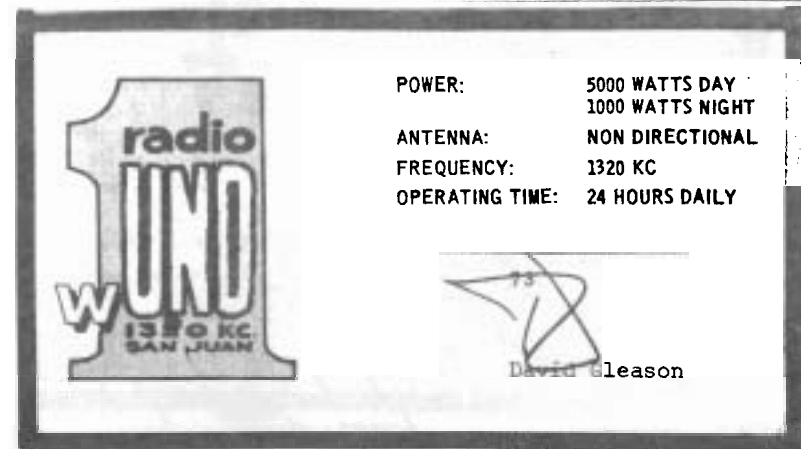 radio
UNO
W
1320 KC.
SAN JUAN
POWER: 5000 WATTS DAY
1000 WATTS NIGHT
ANTENNA: NON DIRECTIONAL
FREQUENCY: 1320 KC
OPERATING TIME: 24 HOURS DAILY
73
David Gleason